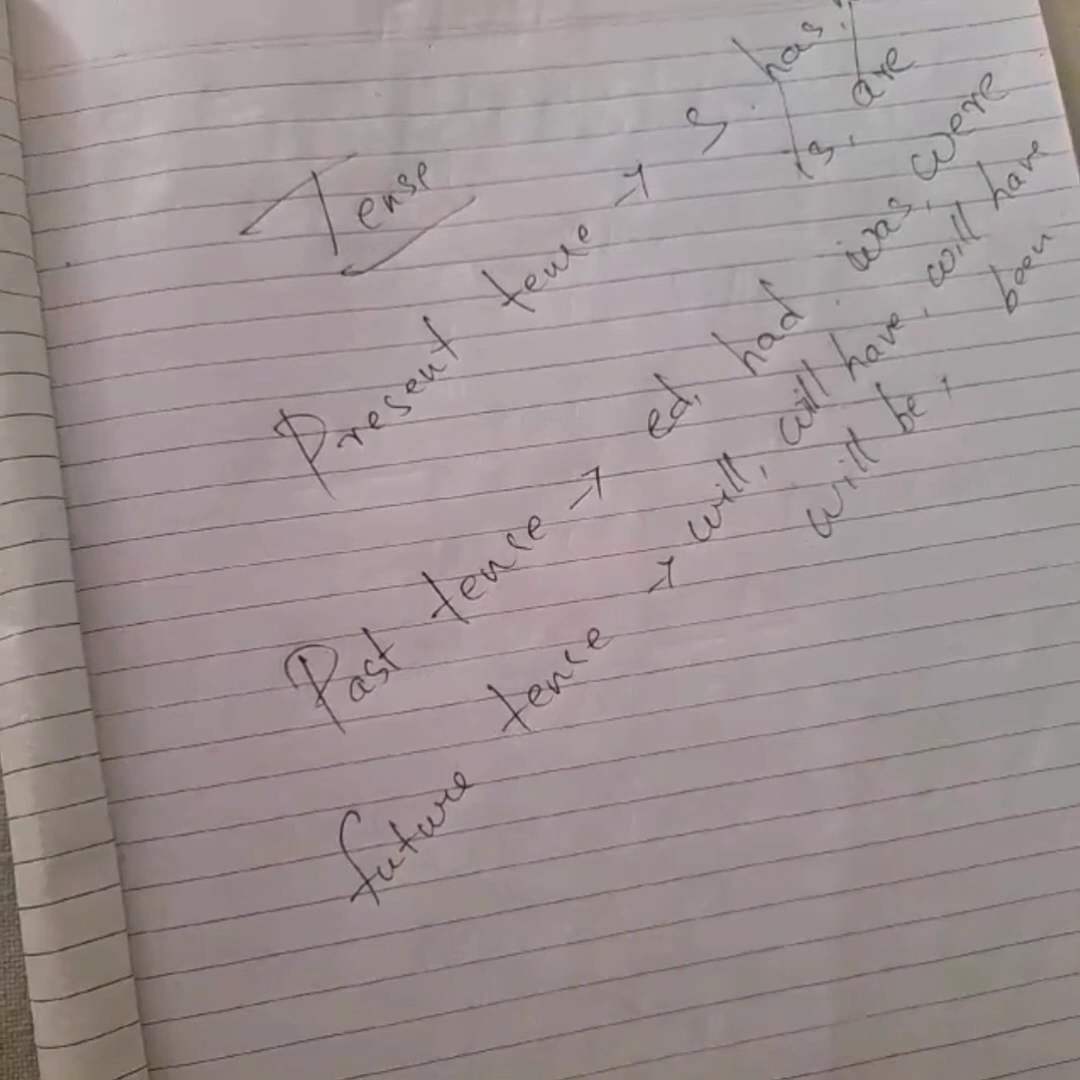 Tense
Present tense → s. has.
is, are
Past tense → ed, had was, were
future tense → will, will have, will have
will be, been